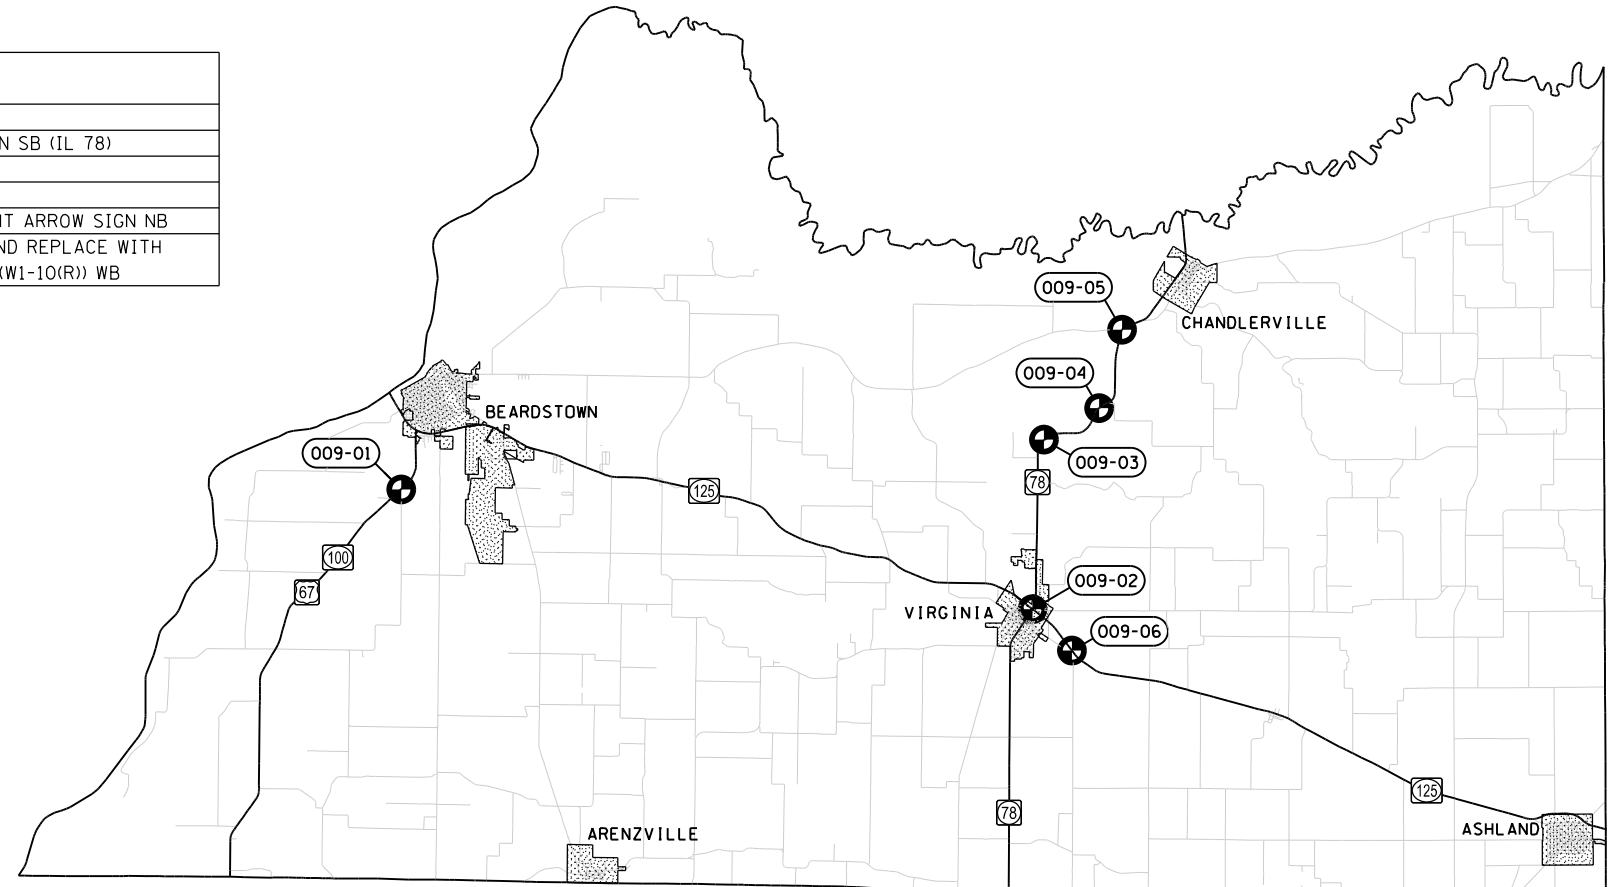 N SB (IL 78)
NT ARROW SIGN NB
ND REPLACE WITH
(W1-10(R)) WB
009-05
CHANDLERVILLE
009-04
BEARDSTOWN
009-01
009-03
78
125
100
67
009-02
VIRGINIA
009-06
125
78
ARENZVILLE
ASHLAND